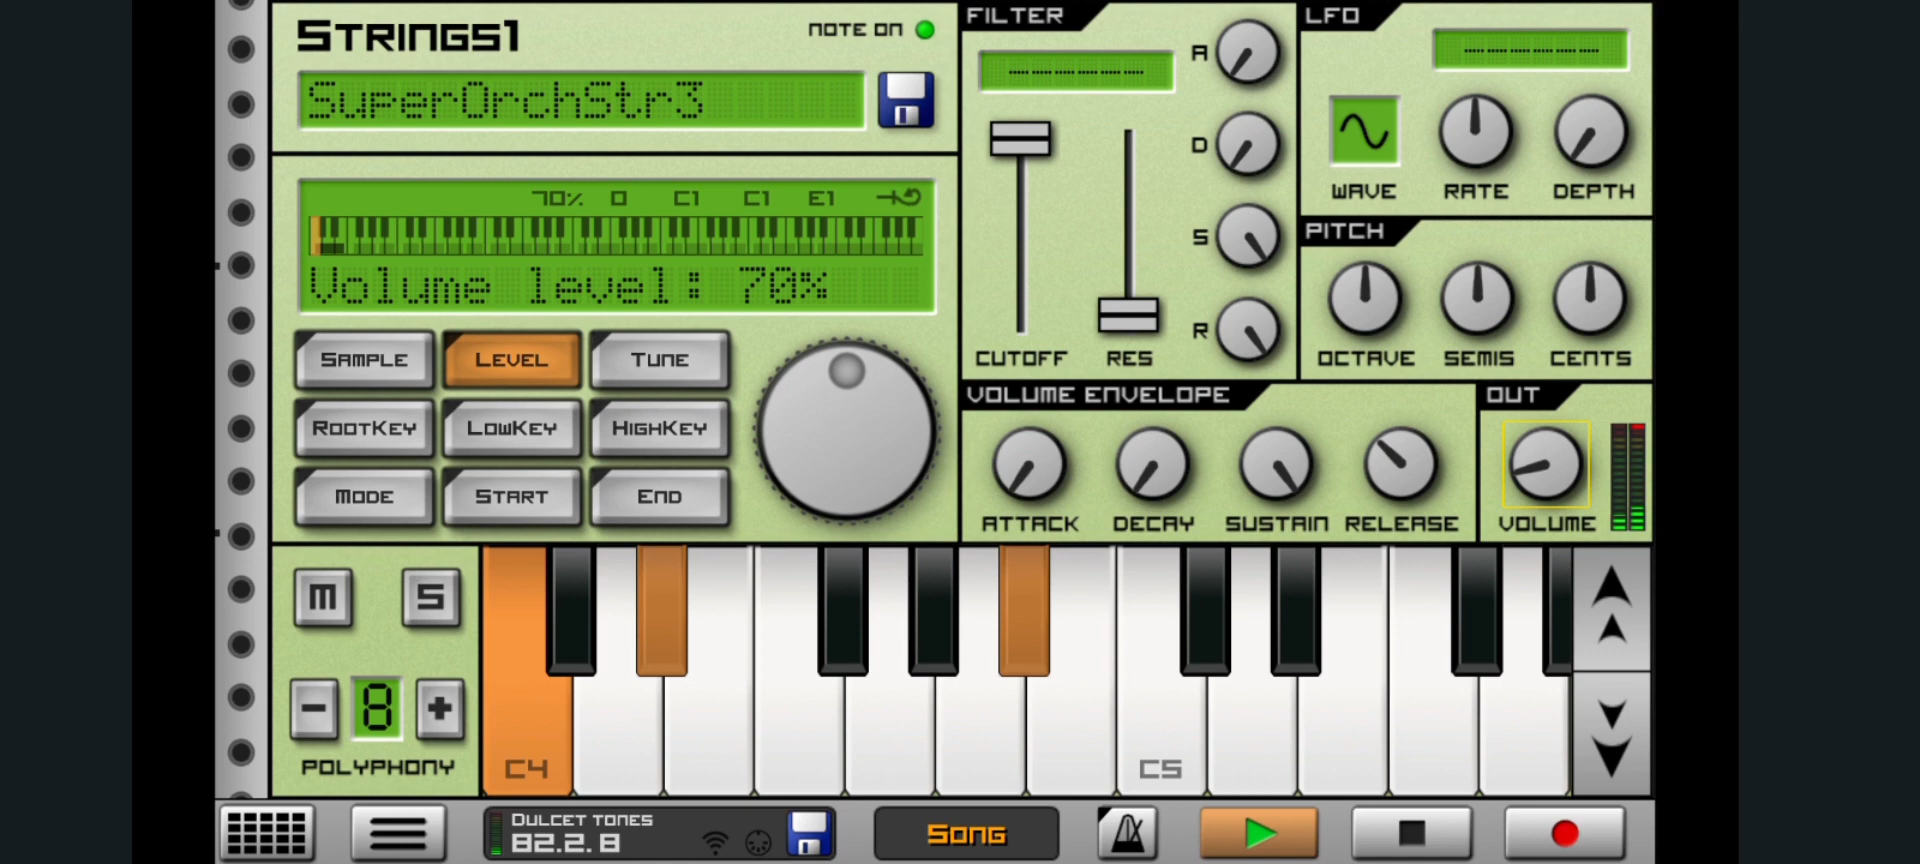 STRINGS1
NOTE ON
SuperOrchStr3
70% 0 C1 C1 E1
Volume level: 70%
SAMPLE LEVEL TUNE
ROOTKEY LOWKEY HIGHKEY
MODE START END
FILTER
A
D
S
R
CUTOFF RES
LFO
WAVE RATE DEPTH
PITCH
OCTAVE SEMIS CENTS
VOLUME ENVELOPE
ATTACK DECAY SUSTAIN RELEASE
OUT
VOLUME
M S
- 8 +
POLYPHONY
C4 C5
DULCET TONES
82.2.8
SONG